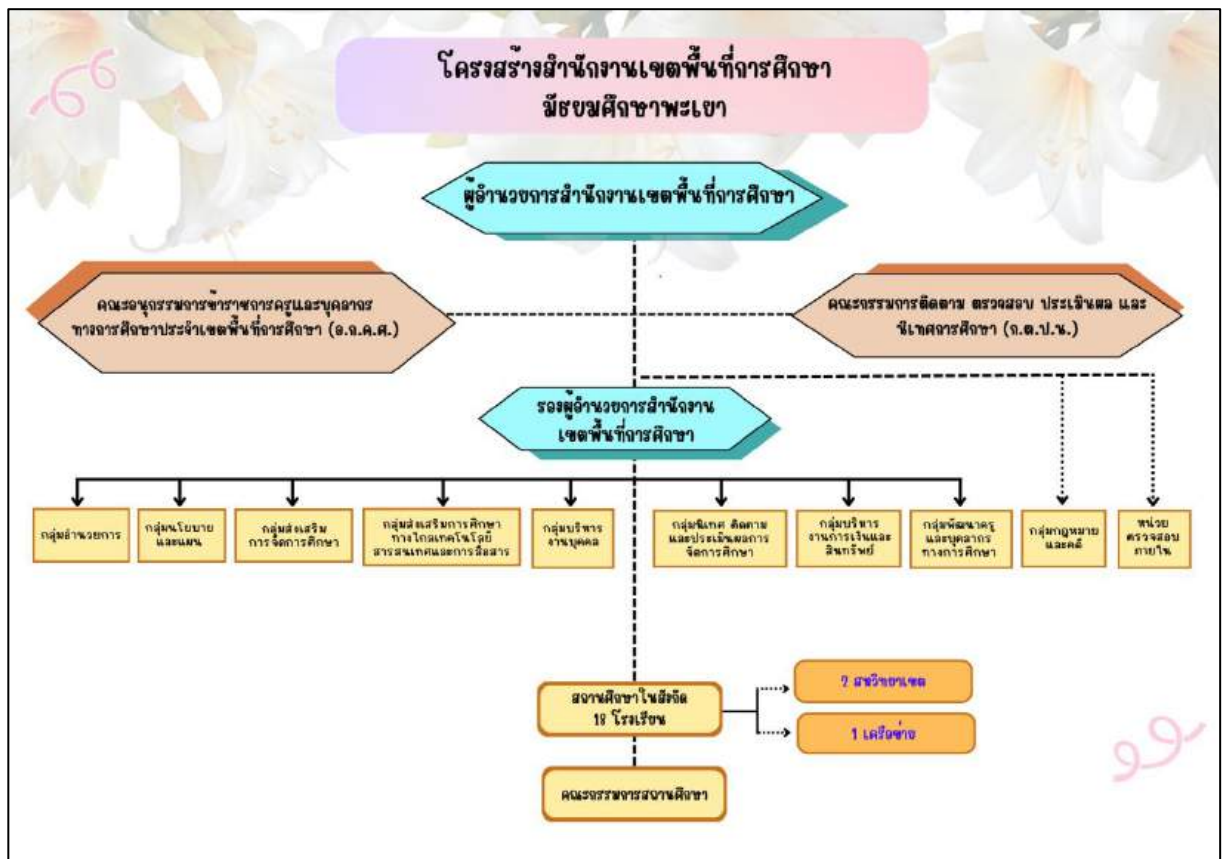 โครงสร้างสำนักงานเขตพื้นที่การศึกษา
มัธยมศึกษาพะเยา
ผู้อำนวยการสำนักงานเขตพื้นที่การศึกษา
คณะอนุกรรมการข้าราชการครูและบุคลากร
ทางการศึกษาประจำเขตพื้นที่การศึกษา (อ.ก.ค.ศ.)
คณะกรรมการติดตาม ตรวจสอบ ประเมินผล และ
นิเทศการศึกษา (ก.ต.ป.น.)
รองผู้อำนวยการสำนักงาน
เขตพื้นที่การศึกษา
กลุ่มอำนวยการ
กลุ่มนโยบาย
และแผน
กลุ่มส่งเสริม
การจัดการศึกษา
กลุ่มส่งเสริมการศึกษา
ทางไกลเทคโนโลยี
สารสนเทศและการสื่อสาร
กลุ่มบริหาร
งานบุคคล
กลุ่มนิเทศ ติดตาม
และประเมินผลการ
จัดการศึกษา
กลุ่มบริหาร
งานการเงินและ
สินทรัพย์
กลุ่มพัฒนาครู
และบุคลากร
ทางการศึกษา
กลุ่มกฎหมาย
และคดี
หน่วย
ตรวจสอบ
ภายใน
สถานศึกษาในสังกัด
18 โรงเรียน
2 สหวิทยาเขต
1 เครือข่าย
คณะกรรมการสถานศึกษา